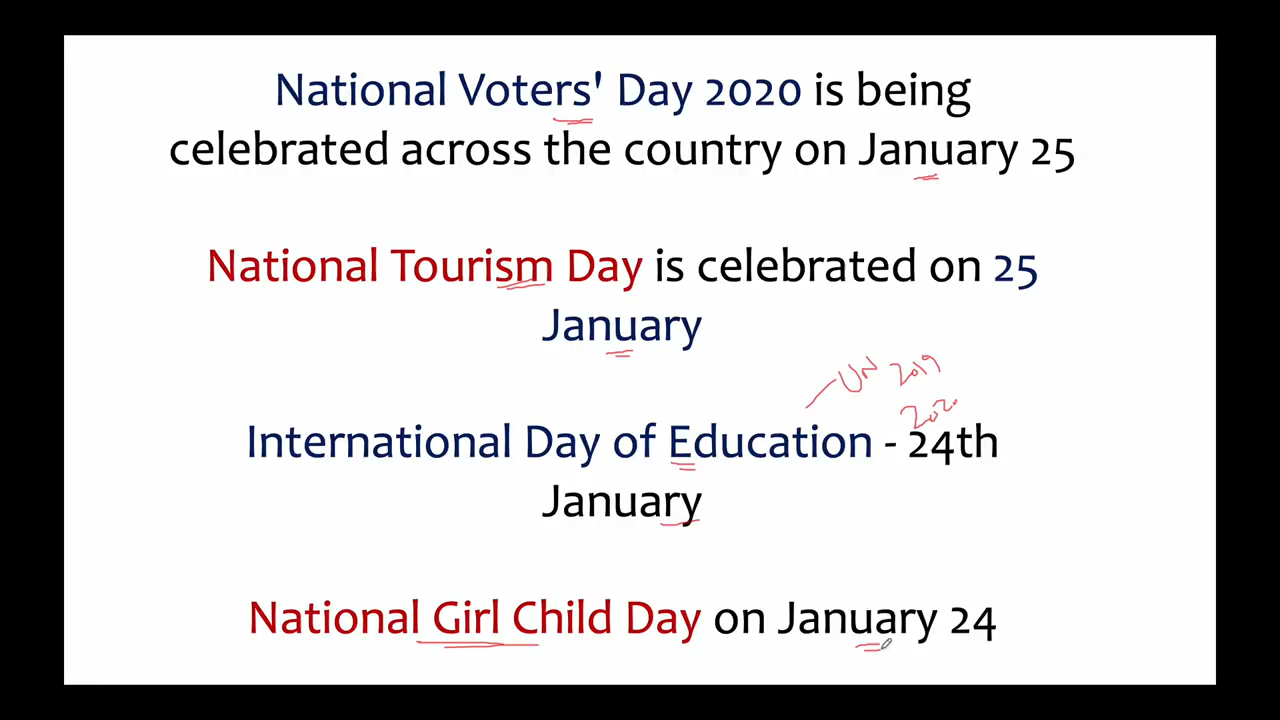 National Voters' Day 2020 is being
celebrated across the country on January 25
National Tourism Day is celebrated on 25
January
UN 2019
2020
International Day of Education - 24th
January
National Girl Child Day on January 24